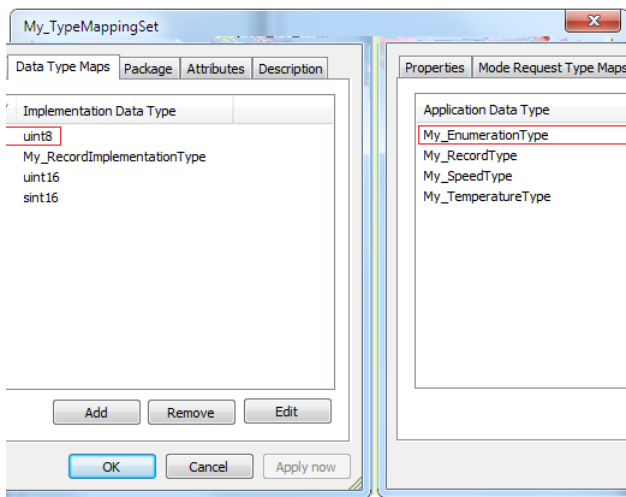 My_TypeMappingSet
Data Type Maps Package Attributes Description
Implementation Data Type
uint8
My_RecordImplementationType
uint16
sint16
Add Remove Edit
OK Cancel Apply now
Properties Mode Request Type Maps
Application Data Type
My_EnumerationType
My_RecordType
My_SpeedType
My_TemperatureType